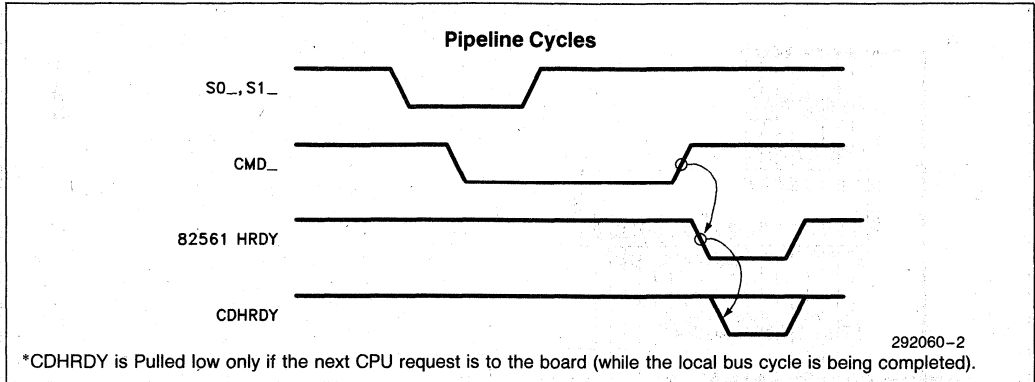 Pipeline Cycles
S0_, S1_
CMD_
82561 HRDY
CDHRDY
292060-2
*CDHRDY is Pulled low only if the next CPU request is to the board (while the local bus cycle is being completed).